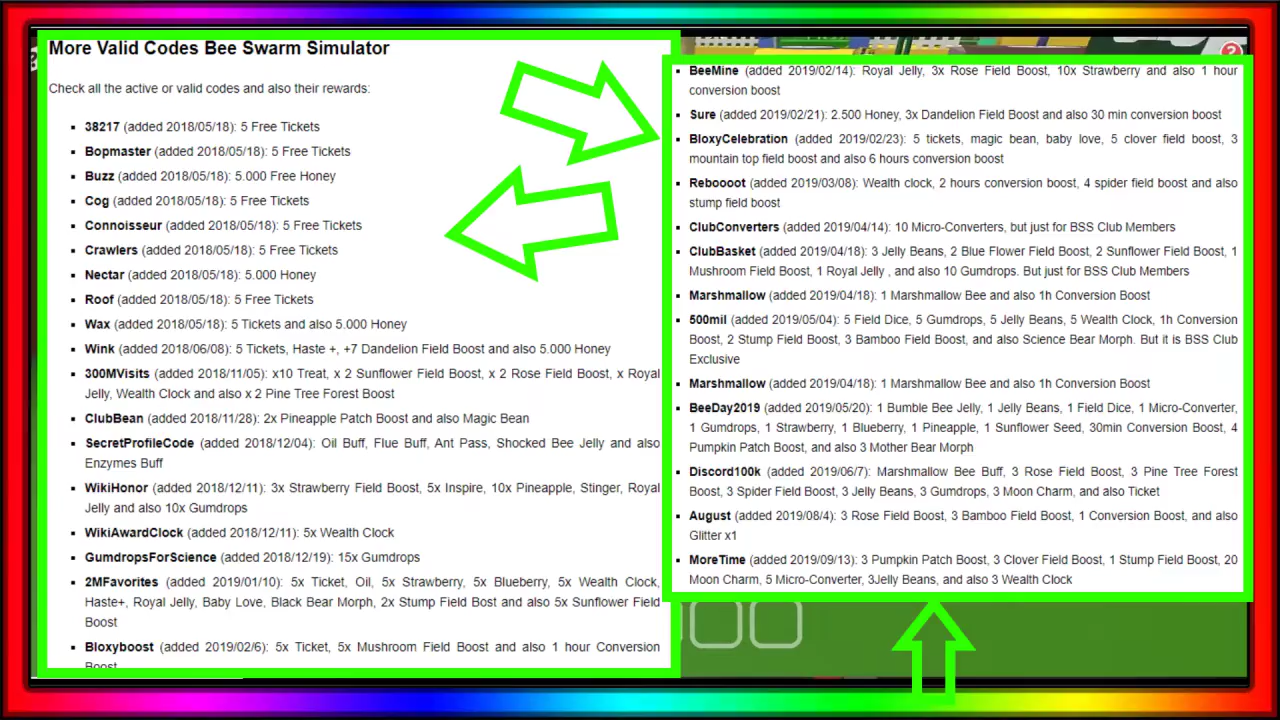 More Valid Codes Bee Swarm Simulator
Check all the active or valid codes and also their rewards:
38217 (added 2018/05/18): 5 Free Tickets
Bopmaster (added 2018/05/18): 5 Free Tickets
Buzz (added 2018/05/18): 5.000 Free Honey
Cog (added 2018/05/18): 5 Free Tickets
Connoisseur (added 2018/05/18): 5 Free Tickets
Crawlers (added 2018/05/18): 5 Free Tickets
Nectar (added 2018/05/18): 5.000 Honey
Roof (added 2018/05/18): 5 Free Tickets
Wax (added 2018/05/18): 5 Tickets and also 5.000 Honey
Wink (added 2018/06/08): 5 Tickets, Haste +, +7 Dandelion Field Boost and also 5.000 Honey
300MVisits (added 2018/11/05): x10 Treat, x 2 Sunflower Field Boost, x 2 Rose Field Boost, x Royal
Jelly, Wealth Clock and also x 2 Pine Tree Forest Boost
ClubBean (added 2018/11/28): 2x Pineapple Patch Boost and also Magic Bean
SecretProfileCode (added 2018/12/04): Oil Buff, Flue Buff, Ant Pass, Shocked Bee Jelly and also
Enzymes Buff
WikiHonor (added 2018/12/11): 3x Strawberry Field Boost, 5x Inspire, 10x Pineapple, Stinger, Royal
Jelly and also 10x Gumdrops
WikiAwardClock (added 2018/12/11): 5x Wealth Clock
GumdropsForScience (added 2018/12/19): 15x Gumdrops
2MFavorites (added 2019/01/10): 5x Ticket, Oil, 5x Strawberry, 5x Blueberry, 5x Wealth Clock,
Haste+, Royal Jelly, Baby Love, Black Bear Morph, 2x Stump Field Bost and also 5x Sunflower Field
Boost
Bloxyboost (added 2019/02/6): 5x Ticket, 5x Mushroom Field Boost and also 1 hour Conversion
Boost
BeeMine (added 2019/02/14): Royal Jelly, 3x Rose Field Boost, 10x Strawberry and also 1 hour
conversion boost
Sure (added 2019/02/21): 2.500 Honey, 3x Dandelion Field Boost and also 30 min conversion boost
BloxyCelebration (added 2019/02/23): 5 tickets, magic bean, baby love, 5 clover field boost, 3
mountain top field boost and also 6 hours conversion boost
Reboooot (added 2019/03/08): Wealth clock, 2 hours conversion boost, 4 spider field boost and also
stump field boost
ClubConverters (added 2019/04/14): 10 Micro-Converters, but just for BSS Club Members
ClubBasket (added 2019/04/18): 3 Jelly Beans, 2 Blue Flower Field Boost, 2 Sunflower Field Boost, 1
Mushroom Field Boost, 1 Royal Jelly , and also 10 Gumdrops. But just for BSS Club Members
Marshmallow (added 2019/04/18): 1 Marshmallow Bee and also 1h Conversion Boost
500mil (added 2019/05/04): 5 Field Dice, 5 Gumdrops, 5 Jelly Beans, 5 Wealth Clock, 1h Conversion
Boost, 2 Stump Field Boost, 3 Bamboo Field Boost, and also Science Bear Morph. But it is BSS Club
Exclusive
Marshmallow (added 2019/04/18): 1 Marshmallow Bee and also 1h Conversion Boost
BeeDay2019 (added 2019/05/20): 1 Bumble Bee Jelly, 1 Jelly Beans, 1 Field Dice, 1 Micro-Converter,
1 Gumdrops, 1 Strawberry, 1 Blueberry, 1 Pineapple, 1 Sunflower Seed, 30min Conversion Boost, 4
Pumpkin Patch Boost, and also 3 Mother Bear Morph
Discord100k (added 2019/06/7): Marshmallow Bee Buff, 3 Rose Field Boost, 3 Pine Tree Forest
Boost, 3 Spider Field Boost, 3 Jelly Beans, 3 Gumdrops, 3 Moon Charm, and also Ticket
August (added 2019/08/4): 3 Rose Field Boost, 3 Bamboo Field Boost, 1 Conversion Boost, and also
Glitter x1
MoreTime (added 2019/09/13): 3 Pumpkin Patch Boost, 3 Clover Field Boost, 1 Stump Field Boost, 20
Moon Charm, 5 Micro-Converter, 3Jelly Beans, and also 3 Wealth Clock